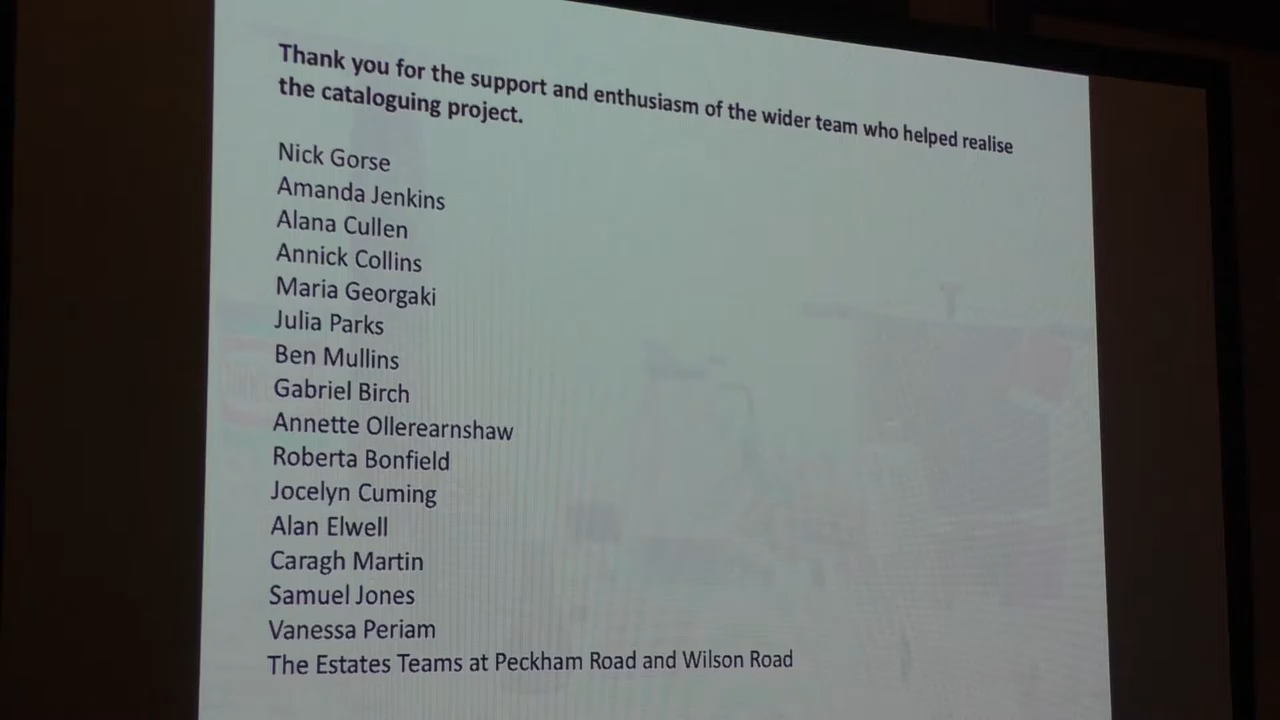 Thank you for the support and enthusiasm of the wider team who helped realise
the cataloguing project.
Nick Gorse
Amanda Jenkins
Alana Cullen
Annick Collins
Maria Georgaki
Julia Parks
Ben Mullins
Gabriel Birch
Annette Ollerearnshaw
Roberta Bonfield
Jocelyn Cuming
Alan Elwell
Caragh Martin
Samuel Jones
Vanessa Periam
The Estates Teams at Peckham Road and Wilson Road